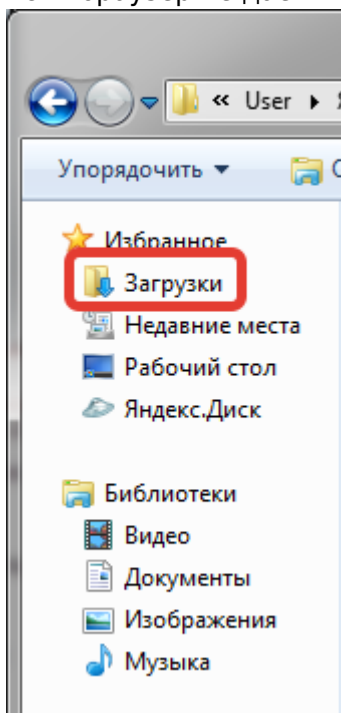 « User ▸
Упорядочить ▼
Избранное
Загрузки
Недавние места
Рабочий стол
Яндекс.Диск
Библиотеки
Видео
Документы
Изображения
Музыка